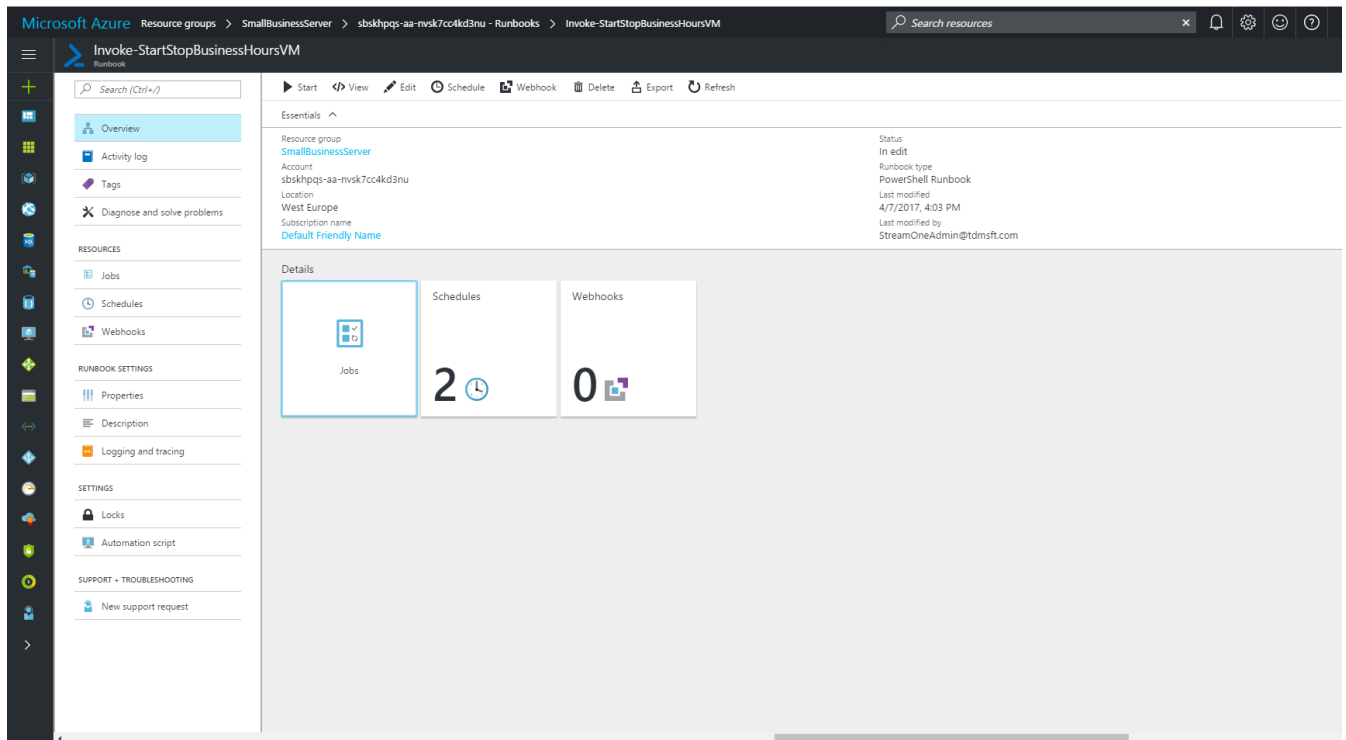 Microsoft Azure Resource groups > SmallBusinessServer > sbskhpqs-aa-nvsk7cc4kd3nu - Runbooks > Invoke-StartStopBusinessHoursVM
Search resources
Invoke-StartStopBusinessHoursVM
Runbook
Search (Ctrl+/)
Overview
Activity log
Tags
Diagnose and solve problems
RESOURCES
Jobs
Schedules
Webhooks
RUNBOOK SETTINGS
Properties
Description
Logging and tracing
SETTINGS
Locks
Automation script
SUPPORT + TROUBLESHOOTING
New support request
Start View Edit Schedule Webhook Delete Export Refresh
Essentials
Resource group
SmallBusinessServer
Account
sbskhpqs-aa-nvsk7cc4kd3nu
Location
West Europe
Subscription name
Default Friendly Name
Status
In edit
Runbook type
PowerShell Runbook
Last modified
4/7/2017, 4:03 PM
Last modified by
StreamOneAdmin@tdmsft.com
Details
Jobs
Schedules
2
Webhooks
0